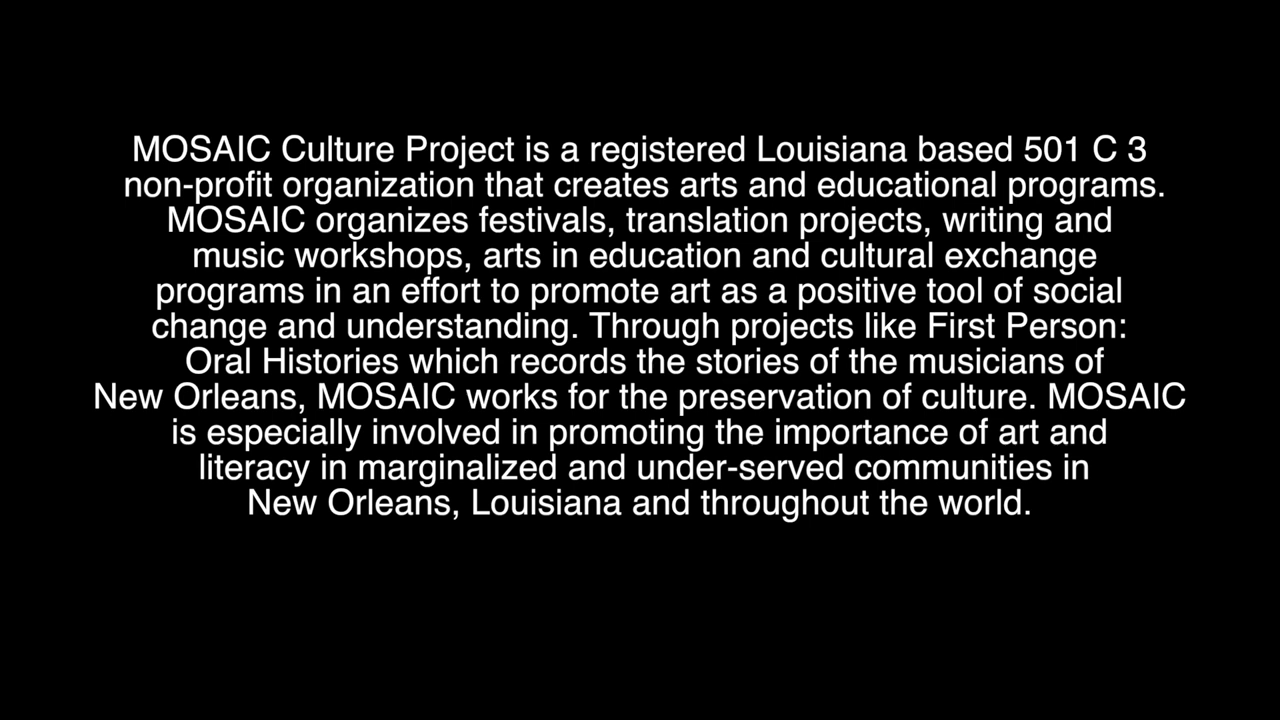 MOSAIC Culture Project is a registered Louisiana based 501 C 3
non-profit organization that creates arts and educational programs.
MOSAIC organizes festivals, translation projects, writing and
music workshops, arts in education and cultural exchange
programs in an effort to promote art as a positive tool of social
change and understanding. Through projects like First Person:
Oral Histories which records the stories of the musicians of
New Orleans, MOSAIC works for the preservation of culture. MOSAIC
is especially involved in promoting the importance of art and
literacy in marginalized and under-served communities in
New Orleans, Louisiana and throughout the world.